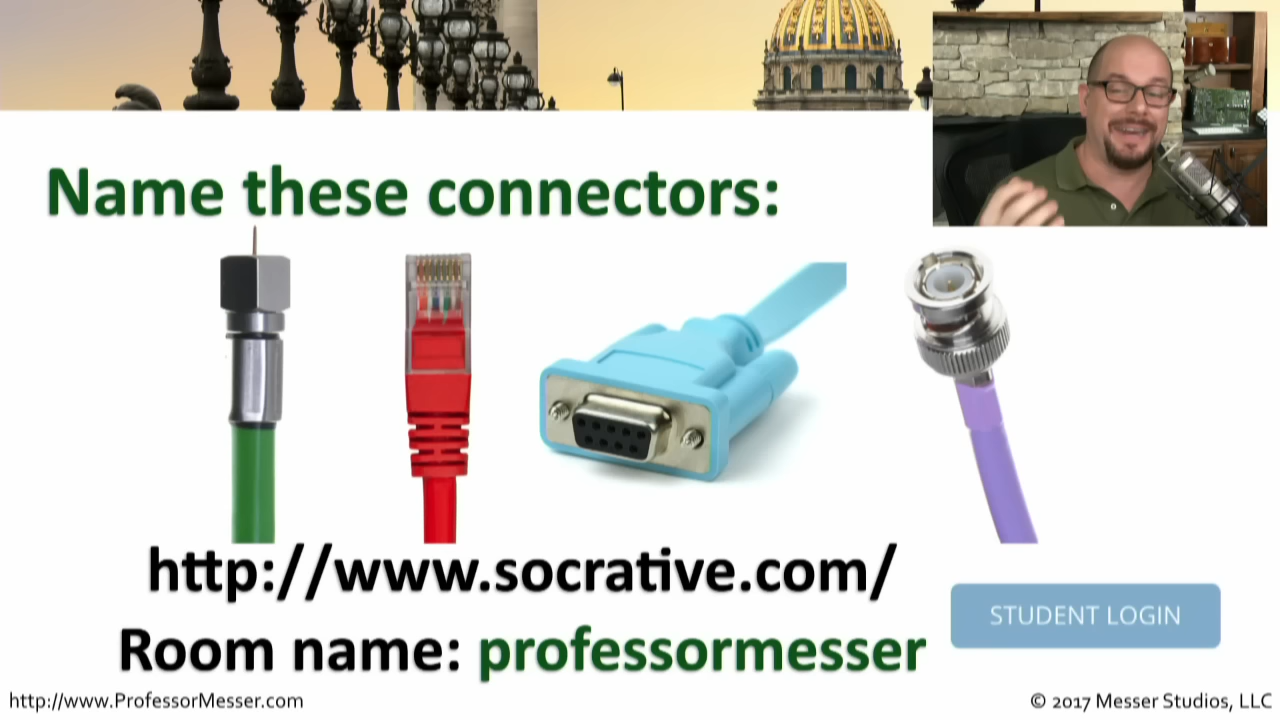 Name these connectors:
http://www.socrative.com/
Room name: professormesser
STUDENT LOGIN
http://www.ProfessorMesser.com
© 2017 Messer Studios, LLC